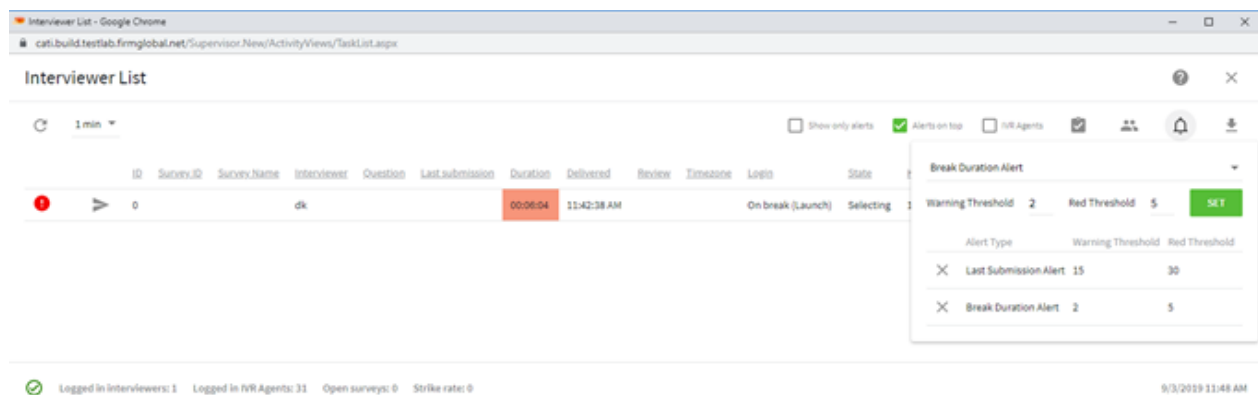 Interviewer List - Google Chrome
cati.build.testlab.firmglobal.net/Supervisor.New/ActivityViews/TaskList.aspx
Interviewer List
1 min
Show only alerts Alerts on top IVR Agents
ID Survey ID Survey Name Interviewer Question Last submission Duration Delivered Review Timezone Login State
0 dk 00:06:04 11:42:38 AM On break (Launch) Selecting 1
Break Duration Alert
Warning Threshold 2 Red Threshold 5 SET
Alert Type Warning Threshold Red Threshold
Last Submission Alert 15 30
Break Duration Alert 2 5
Logged in interviewers: 1 Logged in IVR Agents: 31 Open surveys: 0 Strike rate: 0 9/3/2019 11:48 AM